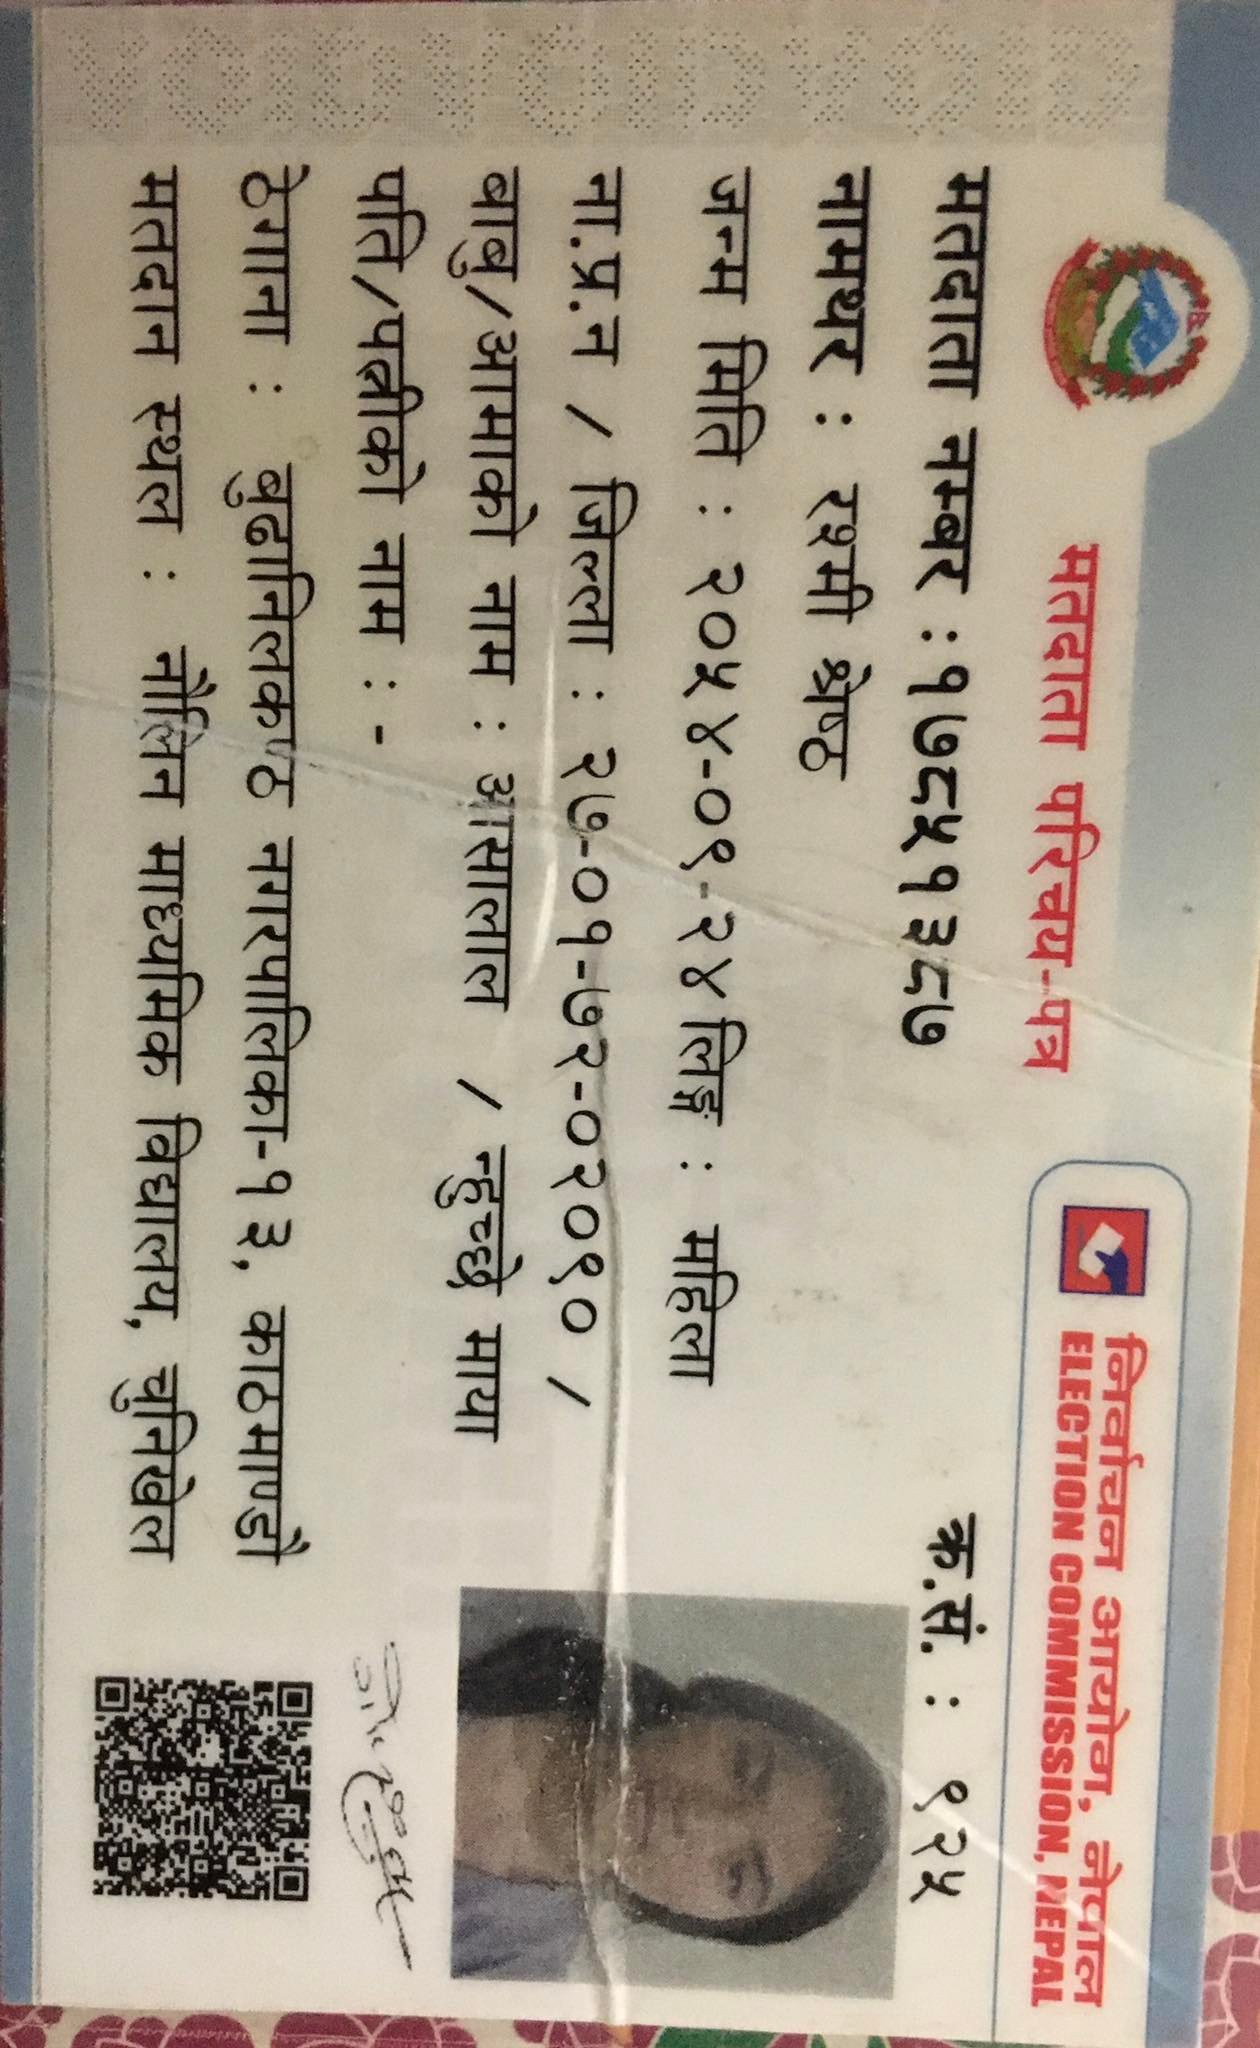 मतदाता परिचय-पत्र
निर्वाचन आयोग, नेपाल
ELECTION COMMISSION, NEPAL
मतदाता नम्बर : १७८५१३८७
क्र.सं. : ९२५
नामथर : रश्मी श्रेष्ठ
जन्म मिति : २०५४-०९-२४ लिङ्ग : महिला
ना.प्र.न / जिल्ला : २७-०१-७२-०२०९० /
बाबु/आमाको नाम : आसालाल / न्हुच्छे माया
पति/पत्नीको नाम : -
ठेगाना : बुढानिलकण्ठ नगरपालिका-१३, काठमाण्डौ
मतदान स्थल : नौलिन माध्यमिक विद्यालय, चुनिखेल